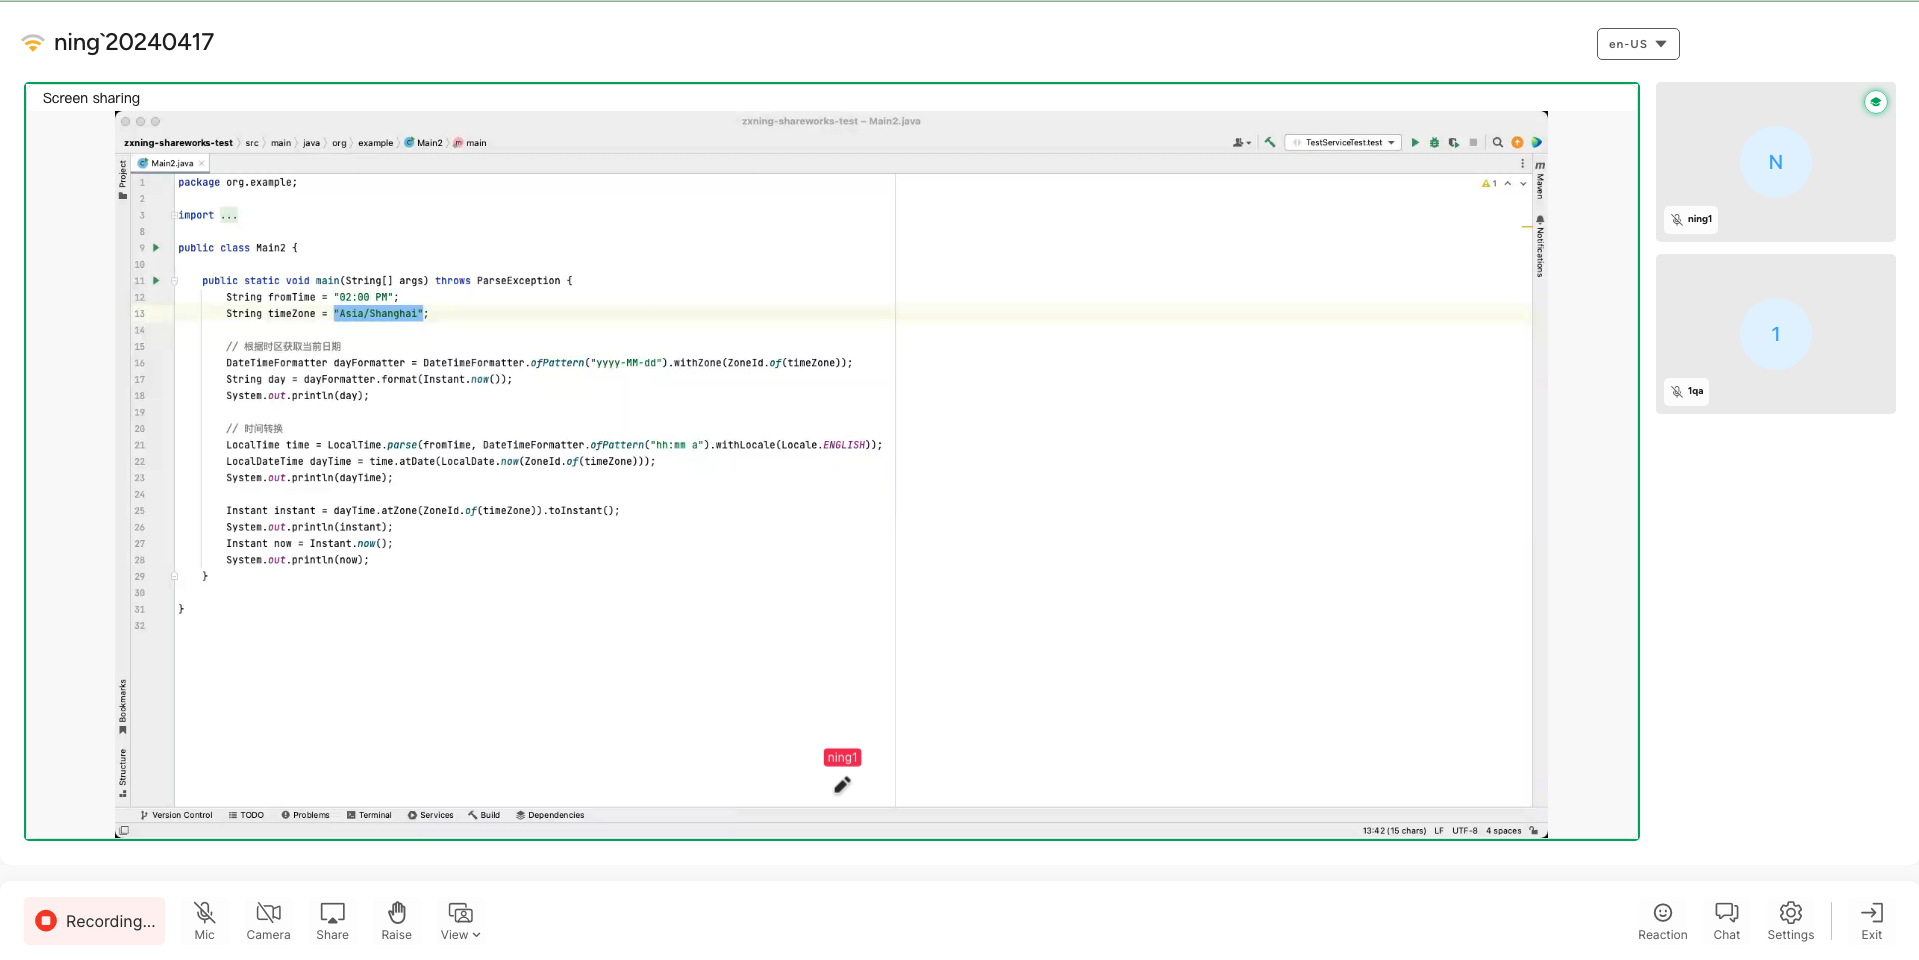 ning`20240417
en-US
Screen sharing
zxning-shareworks-test – Main2.java
zxning-shareworks-test src main java org example Main2 main
TestServiceTest.test
Project
Main2.java
1 package org.example;
2
3 import ...
8
9 public class Main2 {
10
11 public static void main(String[] args) throws ParseException {
12 String fromTime = "02:00 PM";
13 String timeZone = "Asia/Shanghai";
14
15 // 根据时区获取当前日期
16 DateTimeFormatter dayFormatter = DateTimeFormatter.ofPattern("yyyy-MM-dd").withZone(ZoneId.of(timeZone));
17 String day = dayFormatter.format(Instant.now());
18 System.out.println(day);
19
20 // 时间转换
21 LocalTime time = LocalTime.parse(fromTime, DateTimeFormatter.ofPattern("hh:mm a").withLocale(Locale.ENGLISH));
22 LocalDateTime dayTime = time.atDate(LocalDate.now(ZoneId.of(timeZone)));
23 System.out.println(dayTime);
24
25 Instant instant = dayTime.atZone(ZoneId.of(timeZone)).toInstant();
26 System.out.println(instant);
27 Instant now = Instant.now();
28 System.out.println(now);
29 }
30
31 }
32
1
m
Maven
Notifications
Bookmarks
Structure
ning1
Version Control TODO Problems Terminal Services Build Dependencies
13:42 (15 chars) LF UTF-8 4 spaces
N
ning1
1
1qa
Recording...
Mic
Camera
Share
Raise
View
Reaction
Chat
Settings
Exit